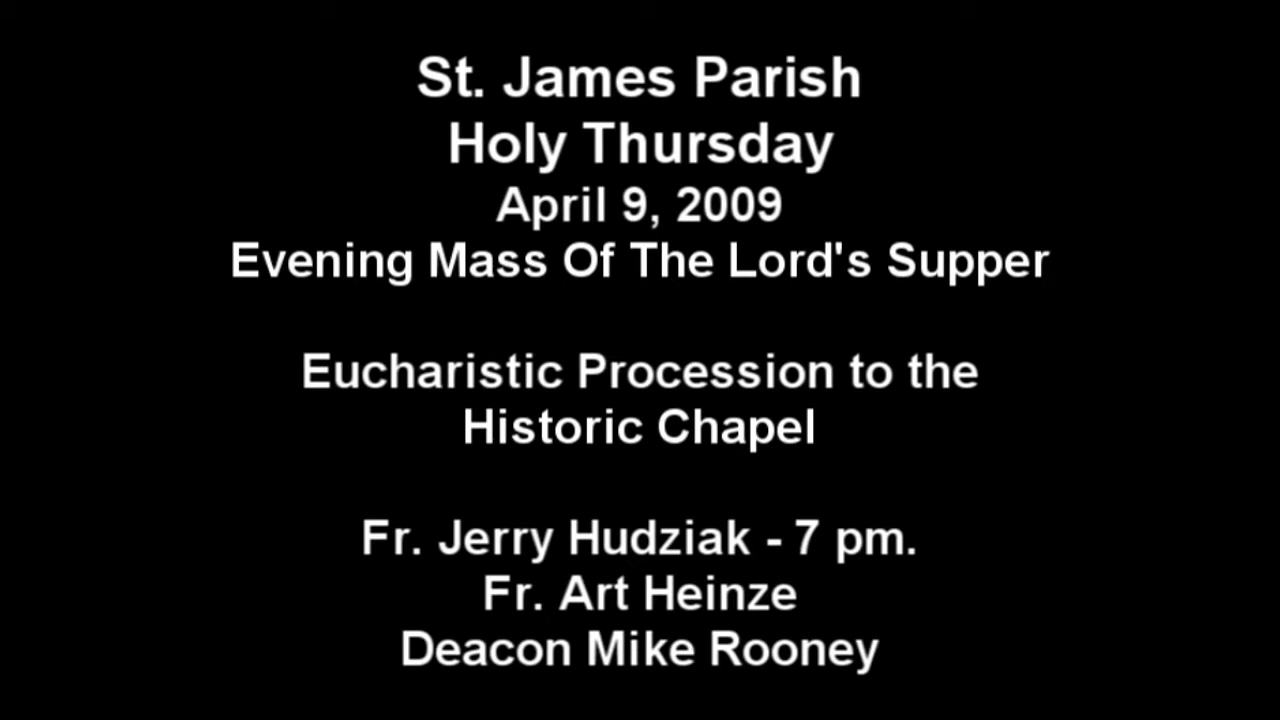 St. James Parish
Holy Thursday
April 9, 2009
Evening Mass Of The Lord's Supper
Eucharistic Procession to the
Historic Chapel
Fr. Jerry Hudziak - 7 pm.
Fr. Art Heinze
Deacon Mike Rooney